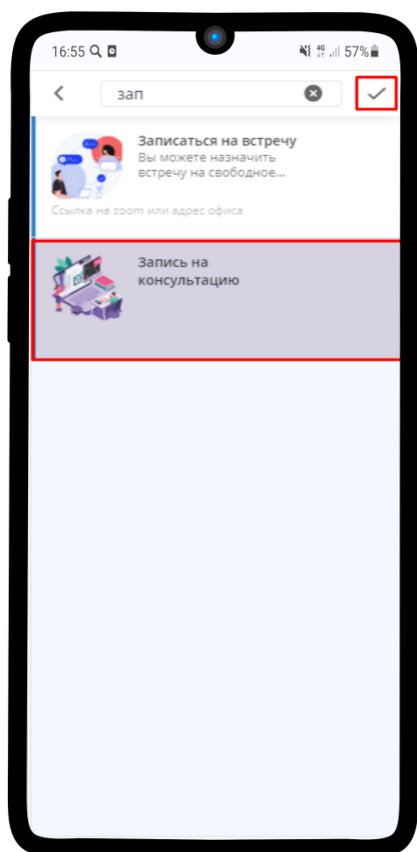 16:55 4G 57%
зап
Записаться на встречу
Вы можете назначить
встречу на свободное...
Ссылка на zoom или адрес офиса
Запись на
консультацию